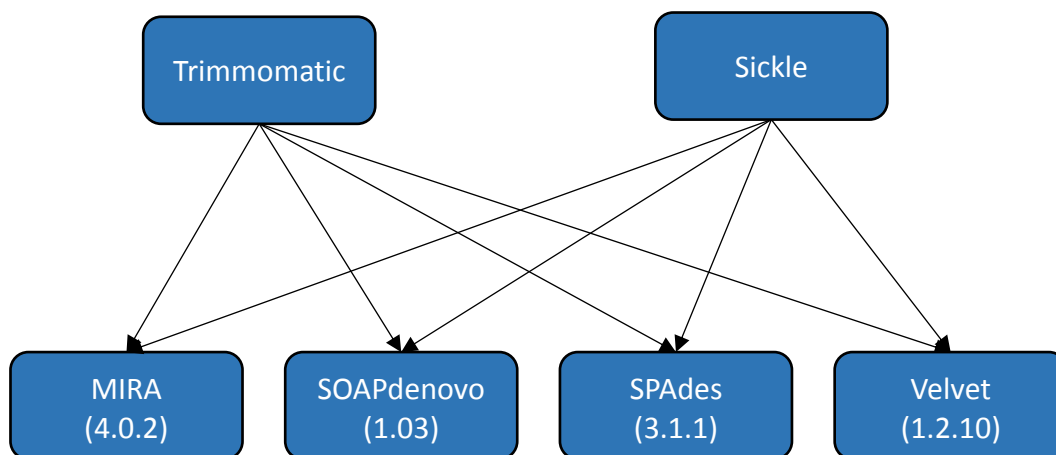 Trimmomatic
Sickle
MIRA
(4.0.2)
SOAPdenovo
(1.03)
SPAdes
(3.1.1)
Velvet
(1.2.10)